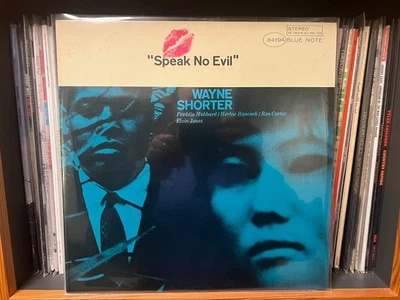 STEREO
84194 BLUE NOTE
"Speak No Evil"
WAYNE
SHORTER
Freddie Hubbard / Herbie Hancock / Ron Carter
Elvin Jones